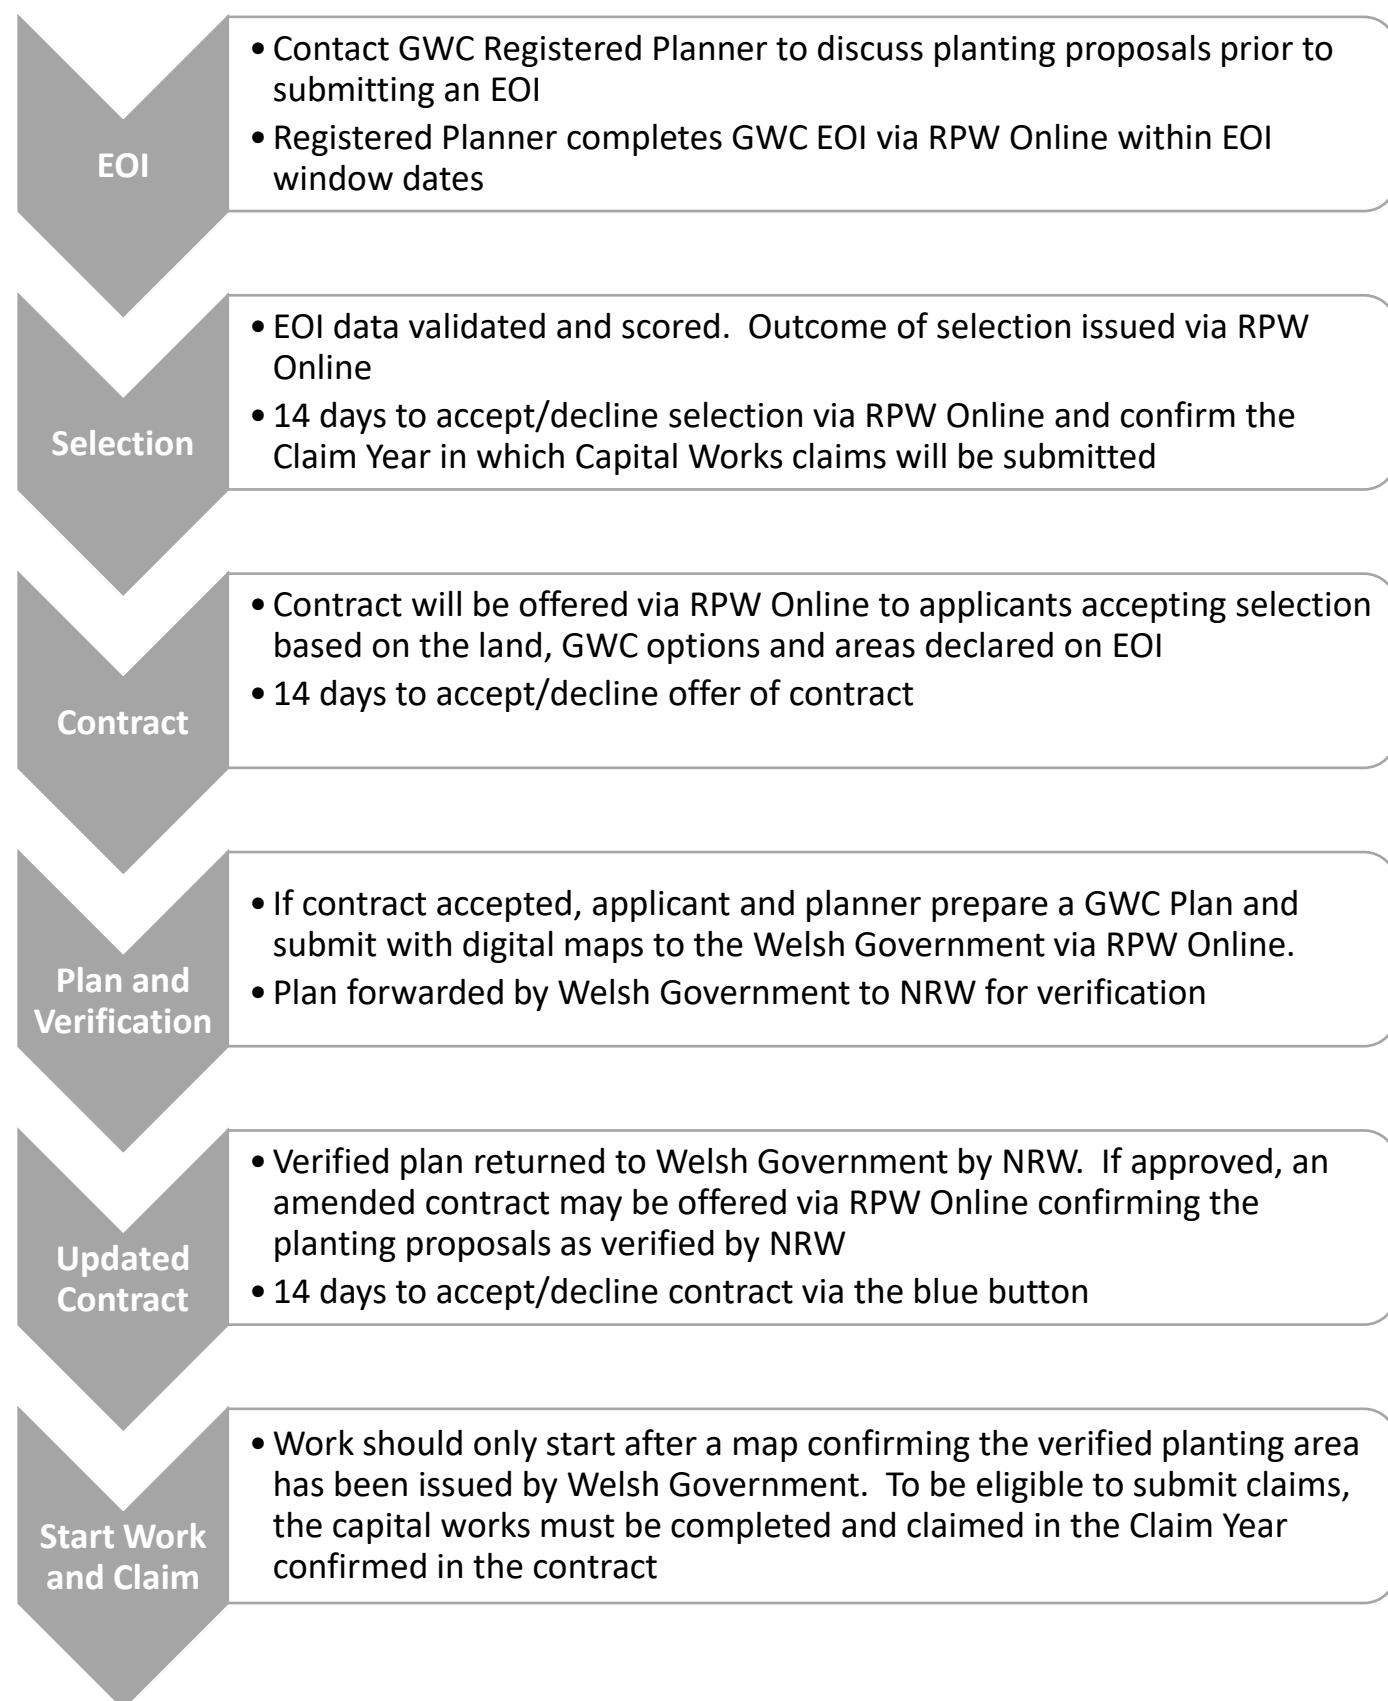 EOI
• Contact GWC Registered Planner to discuss planting proposals prior to
submitting an EOI
• Registered Planner completes GWC EOI via RPW Online within EOI
window dates
Selection
• EOI data validated and scored.  Outcome of selection issued via RPW
Online
• 14 days to accept/decline selection via RPW Online and confirm the
Claim Year in which Capital Works claims will be submitted
Contract
• Contract will be offered via RPW Online to applicants accepting selection
based on the land, GWC options and areas declared on EOI
• 14 days to accept/decline offer of contract
Plan and
Verification
• If contract accepted, applicant and planner prepare a GWC Plan and
submit with digital maps to the Welsh Government via RPW Online.
• Plan forwarded by Welsh Government to NRW for verification
Updated
Contract
• Verified plan returned to Welsh Government by NRW.  If approved, an
amended contract may be offered via RPW Online confirming the
planting proposals as verified by NRW
• 14 days to accept/decline contract via the blue button
Start Work
and Claim
• Work should only start after a map confirming the verified planting area
has been issued by Welsh Government.  To be eligible to submit claims,
the capital works must be completed and claimed in the Claim Year
confirmed in the contract